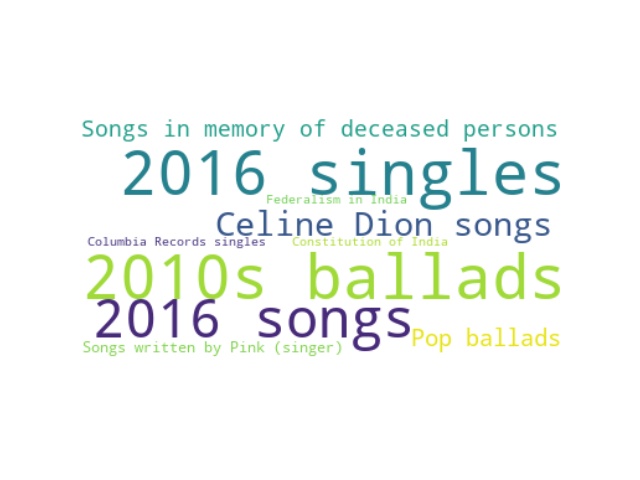 Songs in memory of deceased persons
2016 singles
Federalism in India
Celine Dion songs
Columbia Records singles
Constitution of India
2010s ballads
2016 songs
Pop ballads
Songs written by Pink (singer)